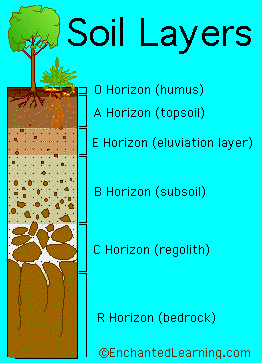 Soil Layers
O Horizon (humus)
A Horizon (topsoil)
E Horizon (eluviation layer)
B Horizon (subsoil)
C Horizon (regolith)
R Horizon (bedrock)
©EnchantedLearning.com